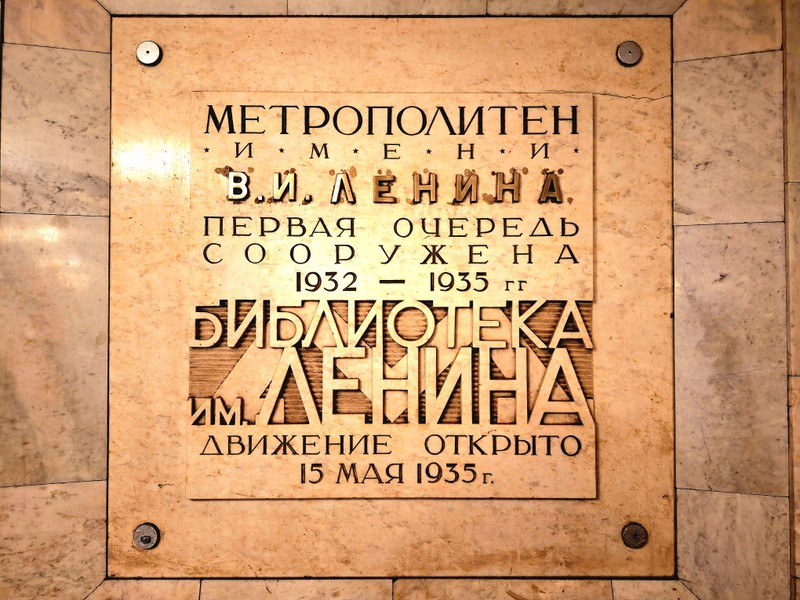 МЕТРОПОЛИТЕН
• И • М • Е • Н • И •
В.И. ЛЕНИНА
ПЕРВАЯ ОЧЕРЕДЬ
СООРУЖЕНА
1932 — 1935 гг
БИБЛИОТЕКА
ИМ. ЛЕНИНА
ДВИЖЕНИЕ ОТКРЫТО
15 МАЯ 1935 г.